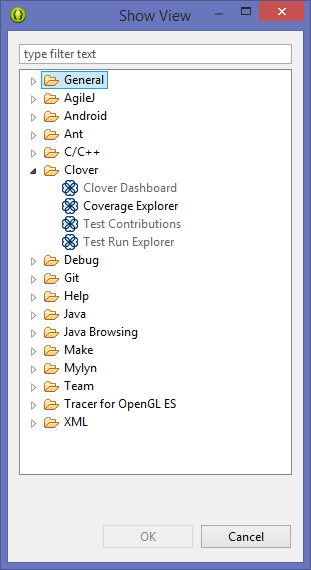 Show View
type filter text
General
AgileJ
Android
Ant
C/C++
Clover
Clover Dashboard
Coverage Explorer
Test Contributions
Test Run Explorer
Debug
Git
Help
Java
Java Browsing
Make
Mylyn
Team
Tracer for OpenGL ES
XML
OK
Cancel